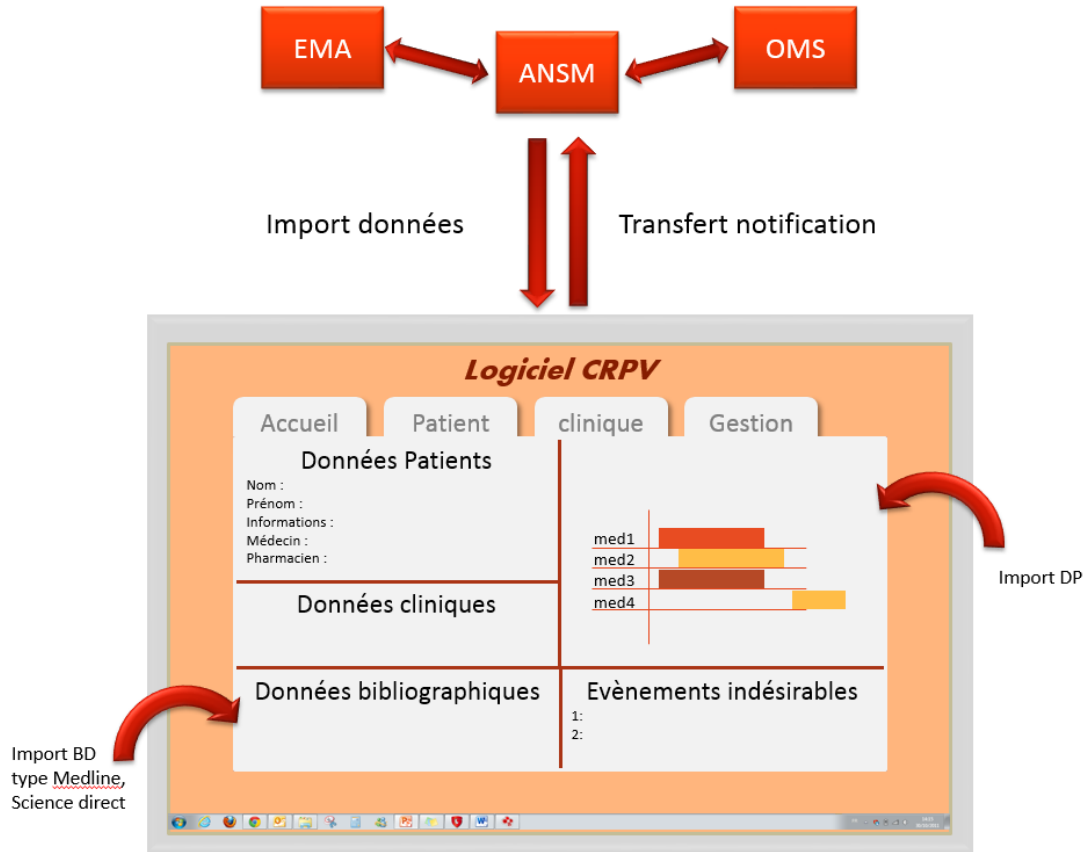 EMA
ANSM
OMS
Import données
Transfert notification
Logiciel CRPV
Accueil
Patient
clinique
Gestion
Données Patients
Nom :
Prénom :
Informations :
Médecin :
Pharmacien :
med1
med2
med3
med4
Import DP
Données cliniques
Données bibliographiques
Evènements indésirables
1:
2:
Import BD
type Medline,
Science direct